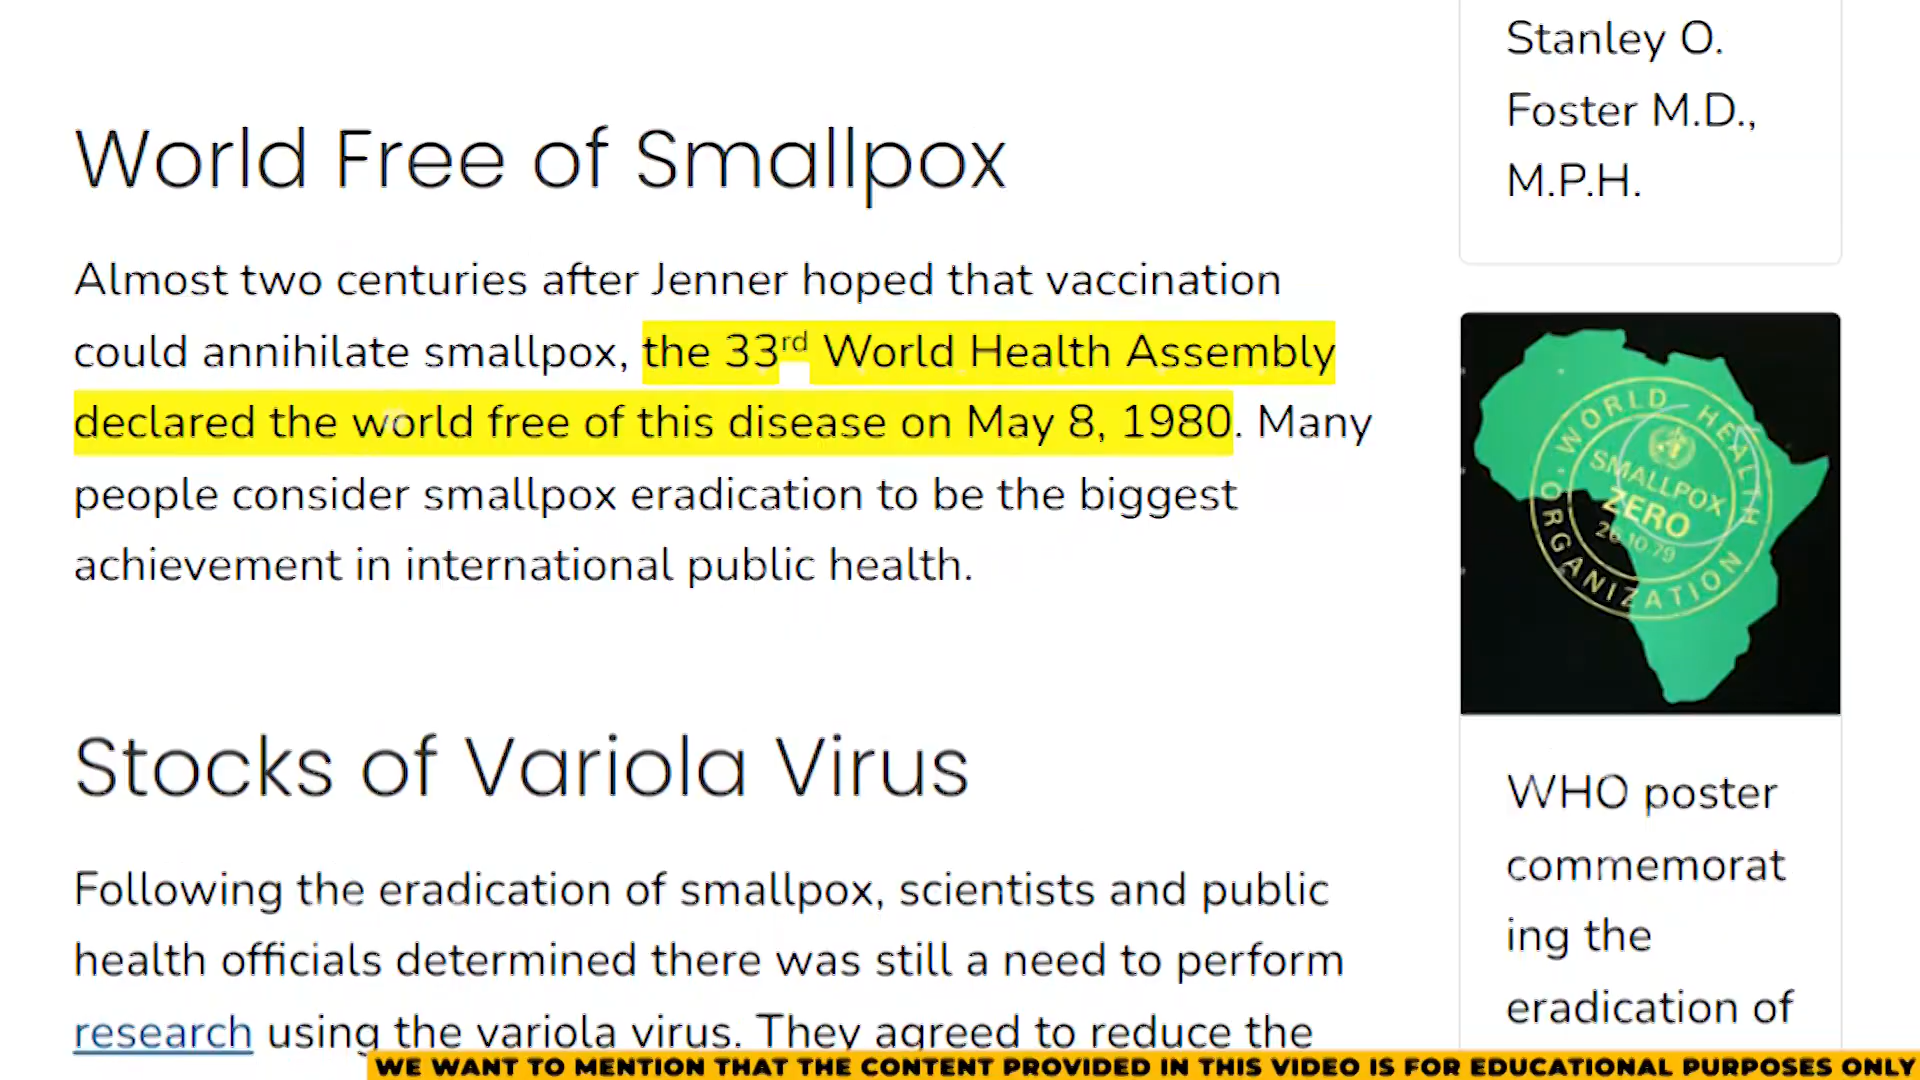 World Free of Smallpox
Almost two centuries after Jenner hoped that vaccination
could annihilate smallpox, the 33rd World Health Assembly
declared the world free of this disease on May 8, 1980. Many
people consider smallpox eradication to be the biggest
achievement in international public health.
Stocks of Variola Virus
Following the eradication of smallpox, scientists and public
health officials determined there was still a need to perform
research using the variola virus. They agreed to reduce the
Stanley O.
Foster M.D.,
M.P.H.
WORLD HEALTH
ORGANIZATION
SMALLPOX
ZERO
26.10.79
WHO poster
commemorat
ing the
eradication of
WE WANT TO MENTION THAT THE CONTENT PROVIDED IN THIS VIDEO IS FOR EDUCATIONAL PURPOSES ONLY